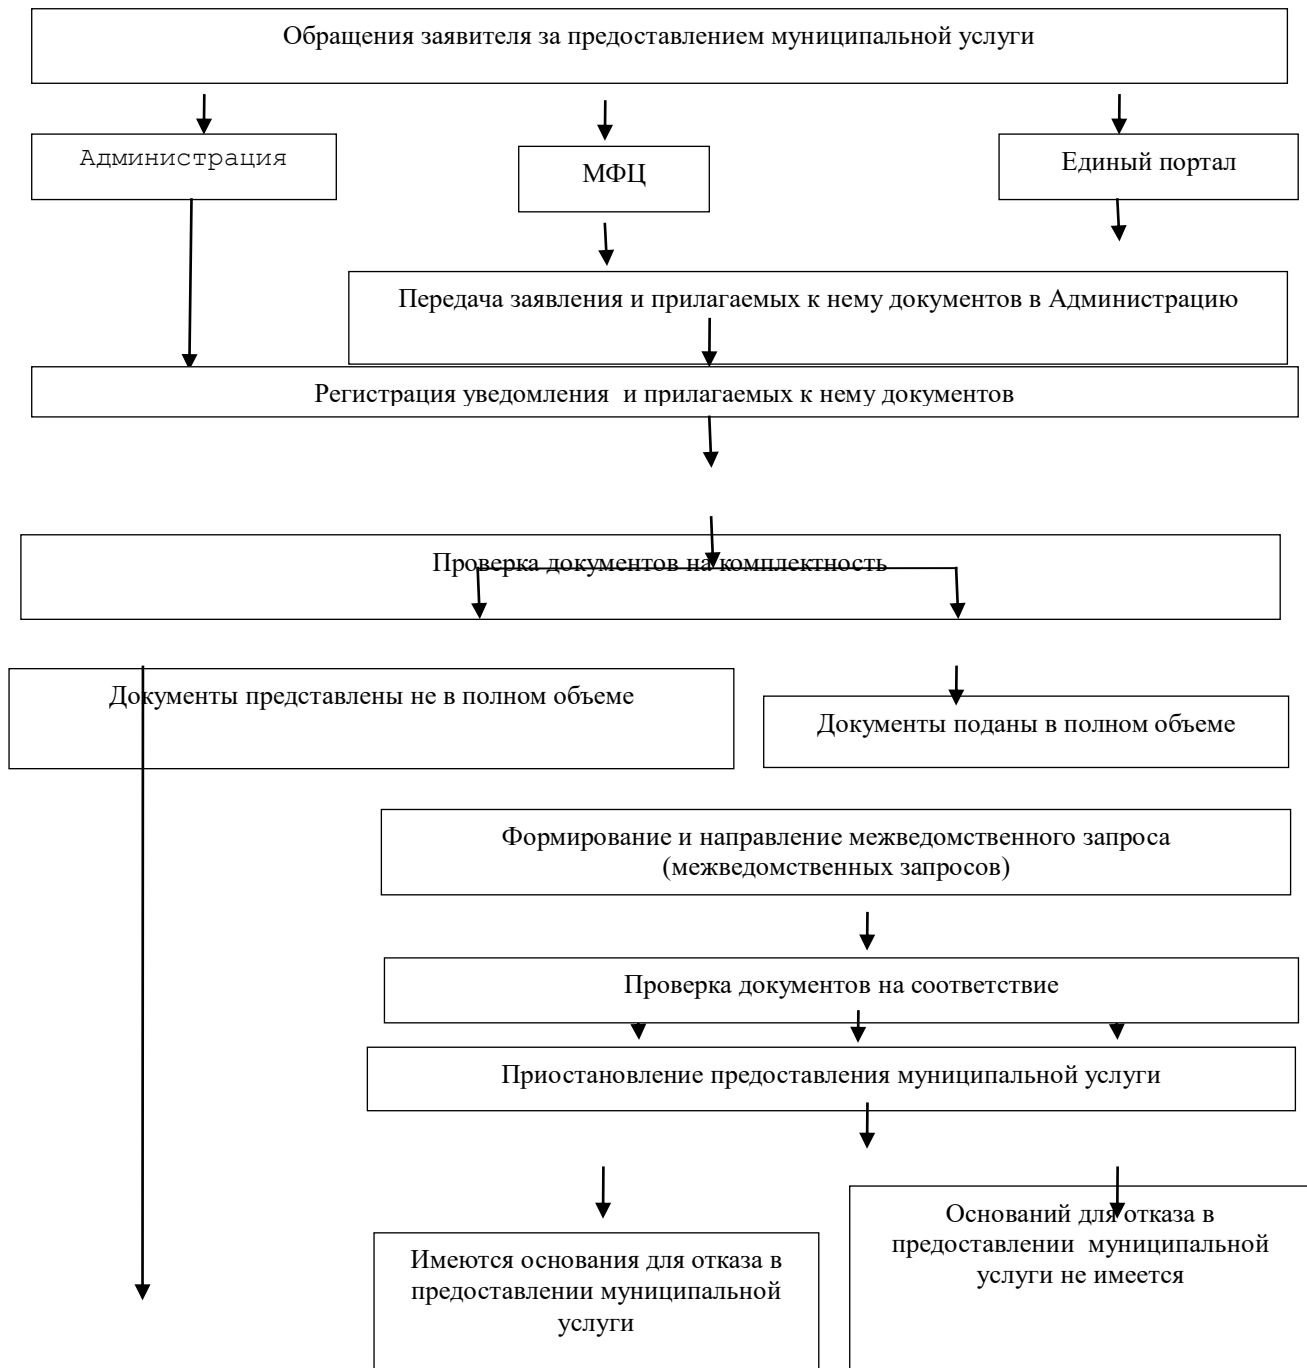 Обращения заявителя за предоставлением муниципальной услуги
Администрация
МФЦ
Единый портал
Передача заявления и прилагаемых к нему документов в Администрацию
Регистрация уведомления и прилагаемых к нему документов
Проверка документов на комплектность
Документы представлены не в полном объеме
Документы поданы в полном объеме
Формирование и направление межведомственного запроса
(межведомственных запросов)
Проверка документов на соответствие
Приостановление предоставления муниципальной услуги
Имеются основания для отказа в
предоставлении муниципальной
услуги
Оснований для отказа в
предоставлении муниципальной
услуги не имеется